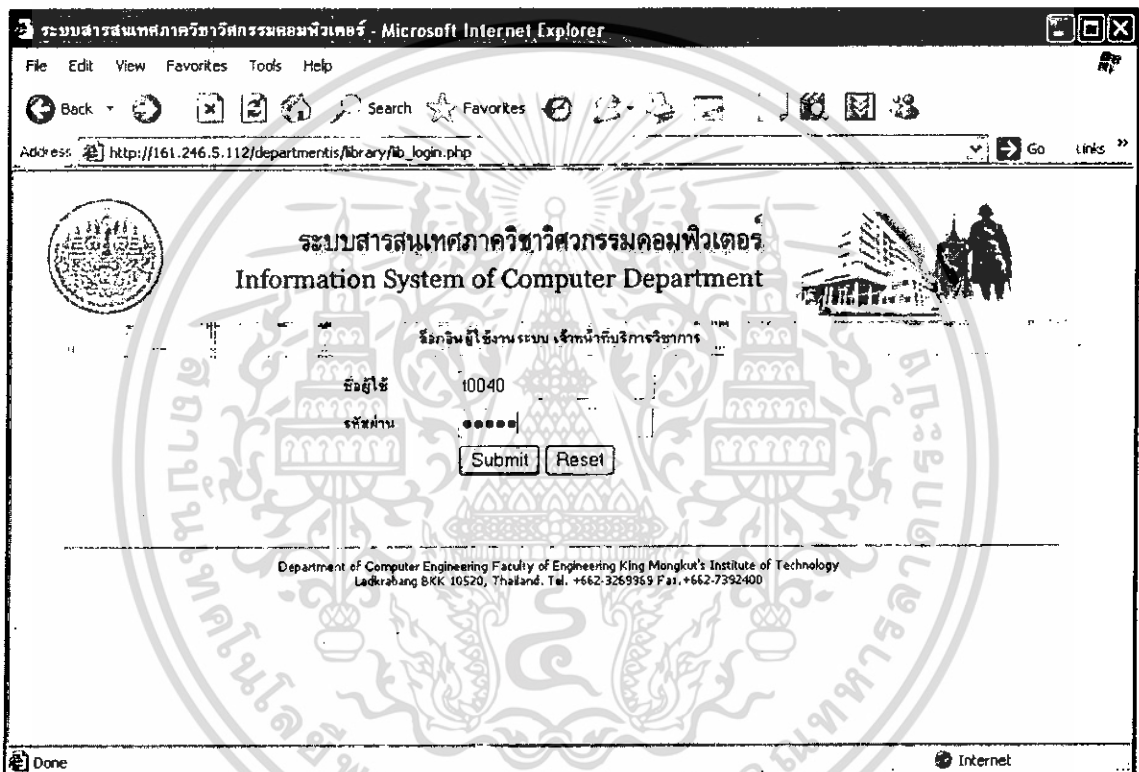 ระบบสารสนเทศภาควิชาวิศกรรมคอมพิวเตอร์ - Microsoft Internet Explorer
File Edit View Favorites Tools Help
Back Search Favorites
Address http://161.246.5.112/departmentis/library/lib_login.php Go Links »
ระบบสารสนเทศภาควิชาวิศวกรรมคอมพิวเตอร์
Information System of Computer Department
ล็อกอินผู้ใช้งานระบบ เจ้าหน้าที่บริการวิชาการ
ชื่อผู้ใช้ t0040
รหัสผ่าน •••••
Submit Reset
Department of Computer Engineering Faculty of Engineering King Mongkut's Institute of Technology
Ladkrabang BKK 10520, Thailand. Tel. +662-3269969 Fax.+662-7392400
Done Internet